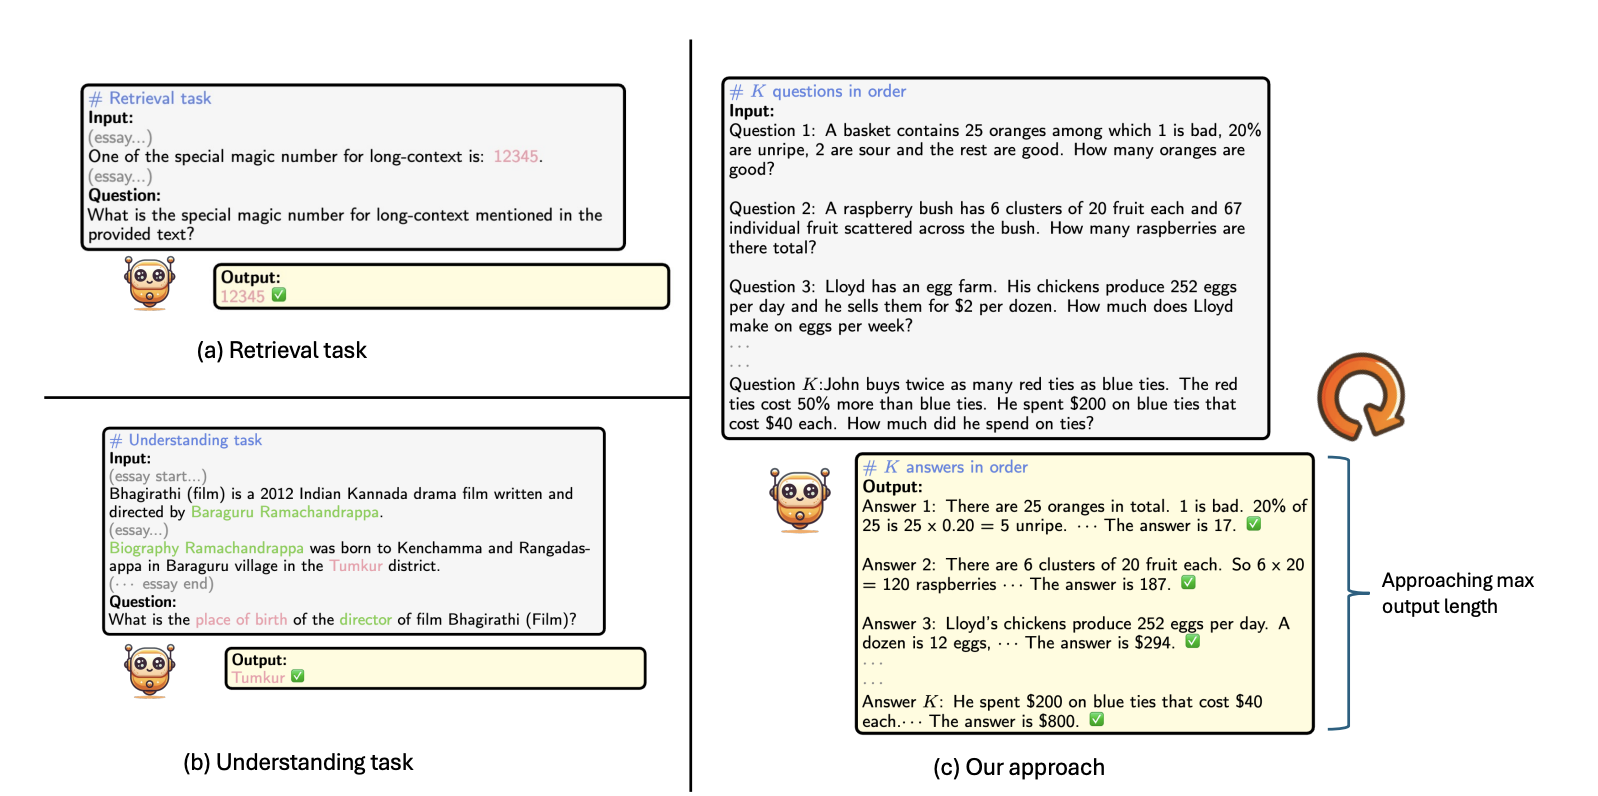 # Retrieval task
Input:
(essay...)
One of the special magic number for long-context is: 12345.
(essay...)
Question:
What is the special magic number for long-context mentioned in the
provided text?
Output:
12345 ✅
(a) Retrieval task
# Understanding task
Input:
(essay start...)
Bhagirathi (film) is a 2012 Indian Kannada drama film written and
directed by Baraguru Ramachandrappa.
(essay...)
Biography Ramachandrappa was born to Kenchamma and Rangadas-
appa in Baraguru village in the Tumkur district.
(··· essay end)
Question:
What is the place of birth of the director of film Bhagirathi (Film)?
Output:
Tumkur ✅
(b) Understanding task
# K questions in order
Input:
Question 1: A basket contains 25 oranges among which 1 is bad, 20%
are unripe, 2 are sour and the rest are good. How many oranges are
good?
Question 2: A raspberry bush has 6 clusters of 20 fruit each and 67
individual fruit scattered across the bush. How many raspberries are
there total?
Question 3: Lloyd has an egg farm. His chickens produce 252 eggs
per day and he sells them for $2 per dozen. How much does Lloyd
make on eggs per week?
···
···
Question K:John buys twice as many red ties as blue ties. The red
ties cost 50% more than blue ties. He spent $200 on blue ties that
cost $40 each. How much did he spend on ties?
# K answers in order
Output:
Answer 1: There are 25 oranges in total. 1 is bad. 20% of
25 is 25 x 0.20 = 5 unripe. ··· The answer is 17. ✅
Answer 2: There are 6 clusters of 20 fruit each. So 6 x 20
= 120 raspberries ··· The answer is 187. ✅
Answer 3: Lloyd's chickens produce 252 eggs per day. A
dozen is 12 eggs, ··· The answer is $294. ✅
···
···
Answer K: He spent $200 on blue ties that cost $40
each.··· The answer is $800. ✅
Approaching max
output length
(c) Our approach